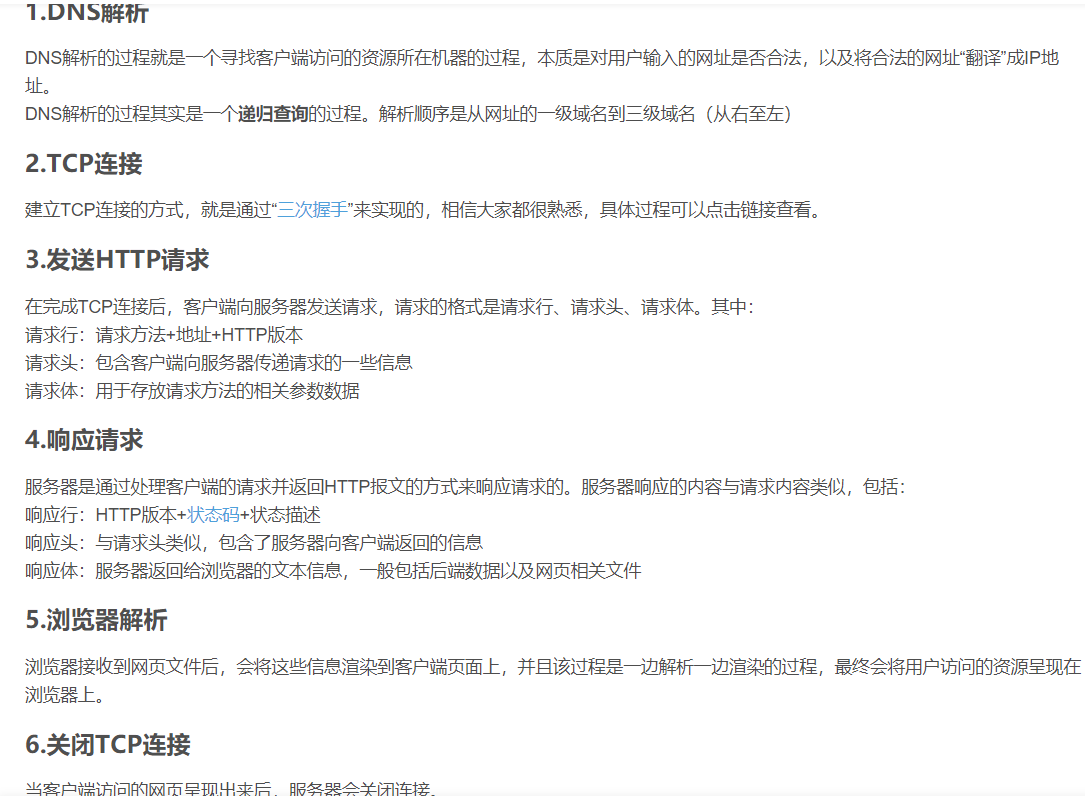 1.DNS解析
DNS解析的过程就是一个寻找客户端访问的资源所在机器的过程，本质是对用户输入的网址是否合法，以及将合法的网址“翻译”成IP地
址。
DNS解析的过程其实是一个递归查询的过程。解析顺序是从网址的一级域名到三级域名（从右至左）
2.TCP连接
建立TCP连接的方式，就是通过“三次握手”来实现的，相信大家都很熟悉，具体过程可以点击链接查看。
3.发送HTTP请求
在完成TCP连接后，客户端向服务器发送请求，请求的格式是请求行、请求头、请求体。其中：
请求行：请求方法+地址+HTTP版本
请求头：包含客户端向服务器传递请求的一些信息
请求体：用于存放请求方法的相关参数数据
4.响应请求
服务器是通过处理客户端的请求并返回HTTP报文的方式来响应请求的。服务器响应的内容与请求内容类似，包括：
响应行：HTTP版本+状态码+状态描述
响应头：与请求头类似，包含了服务器向客户端返回的信息
响应体：服务器返回给浏览器的文本信息，一般包括后端数据以及网页相关文件
5.浏览器解析
浏览器接收到网页文件后，会将这些信息渲染到客户端页面上，并且该过程是一边解析一边渲染的过程，最终会将用户访问的资源呈现在
浏览器上。
6.关闭TCP连接
当客户端访问的网页呈现出来后，服务器会关闭连接。